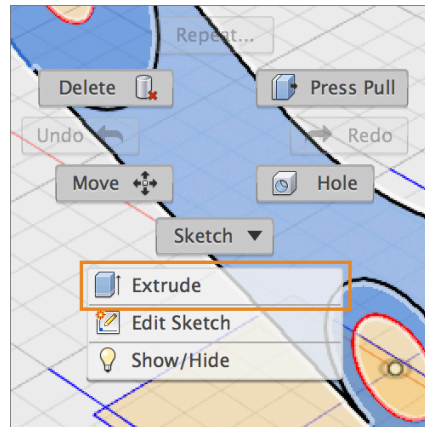 Repeat...
Delete
Press Pull
Undo
Redo
Move
Hole
Sketch
Extrude
Edit Sketch
Show/Hide